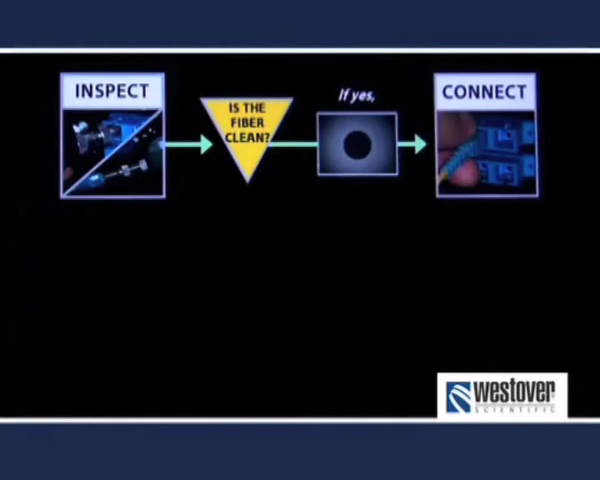 INSPECT
IS THE
FIBER
CLEAN?
If yes,
CONNECT
westover
SCIENTIFIC